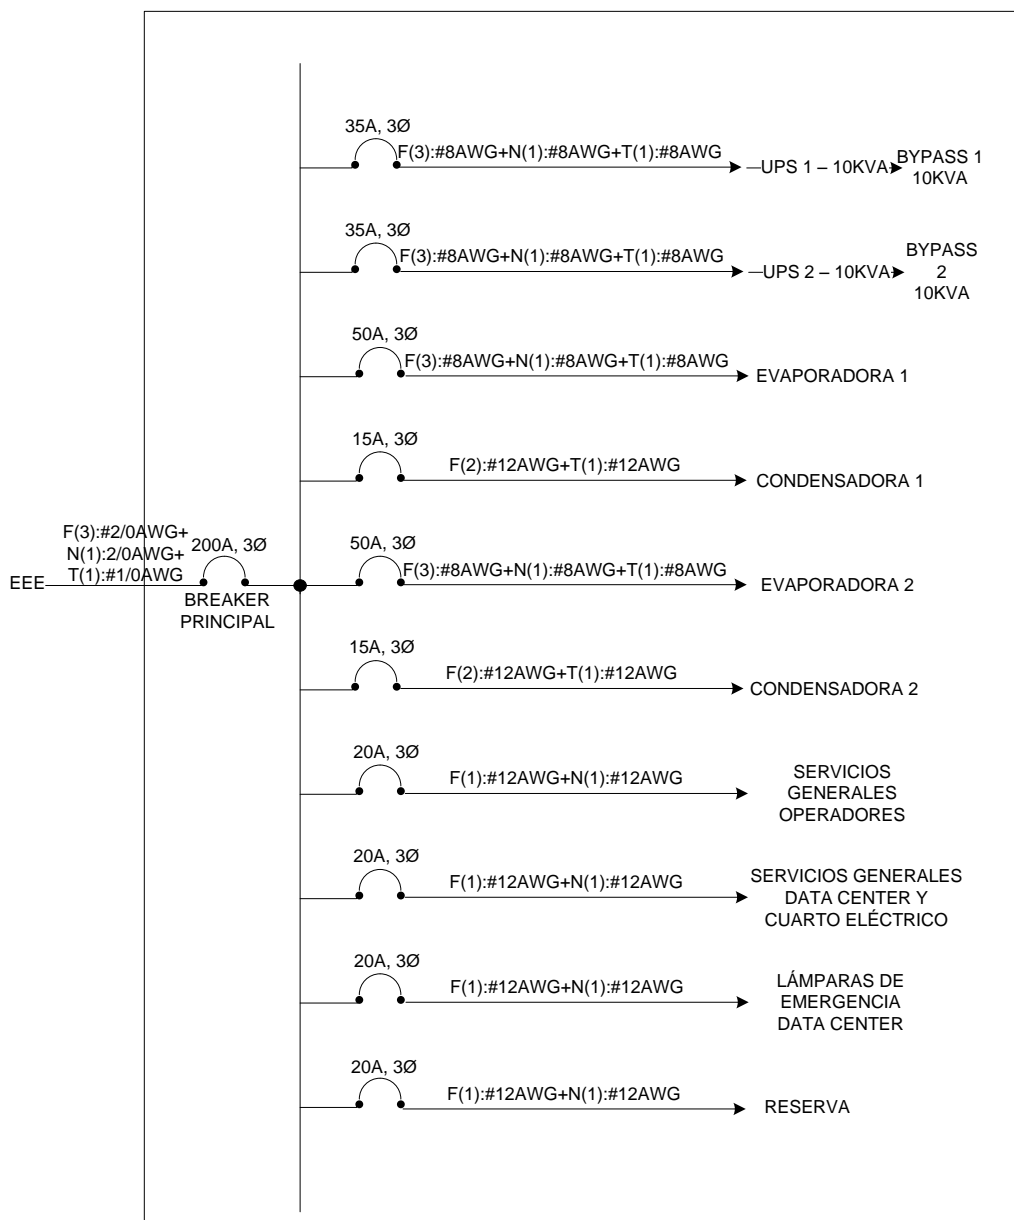 35A, 3Ø
F(3):#8AWG+N(1):#8AWG+T(1):#8AWG
UPS 1 – 10KVA
BYPASS 1
10KVA
35A, 3Ø
F(3):#8AWG+N(1):#8AWG+T(1):#8AWG
UPS 2 – 10KVA
BYPASS
2
10KVA
50A, 3Ø
F(3):#8AWG+N(1):#8AWG+T(1):#8AWG
EVAPORADORA 1
15A, 3Ø
F(2):#12AWG+T(1):#12AWG
CONDENSADORA 1
F(3):#2/0AWG+
N(1):2/0AWG+
T(1):#1/0AWG
EEE
200A, 3Ø
BREAKER
PRINCIPAL
50A, 3Ø
F(3):#8AWG+N(1):#8AWG+T(1):#8AWG
EVAPORADORA 2
15A, 3Ø
F(2):#12AWG+T(1):#12AWG
CONDENSADORA 2
20A, 3Ø
F(1):#12AWG+N(1):#12AWG
SERVICIOS
GENERALES
OPERADORES
20A, 3Ø
F(1):#12AWG+N(1):#12AWG
SERVICIOS GENERALES
DATA CENTER Y
CUARTO ELÉCTRICO
20A, 3Ø
F(1):#12AWG+N(1):#12AWG
LÁMPARAS DE
EMERGENCIA
DATA CENTER
20A, 3Ø
F(1):#12AWG+N(1):#12AWG
RESERVA